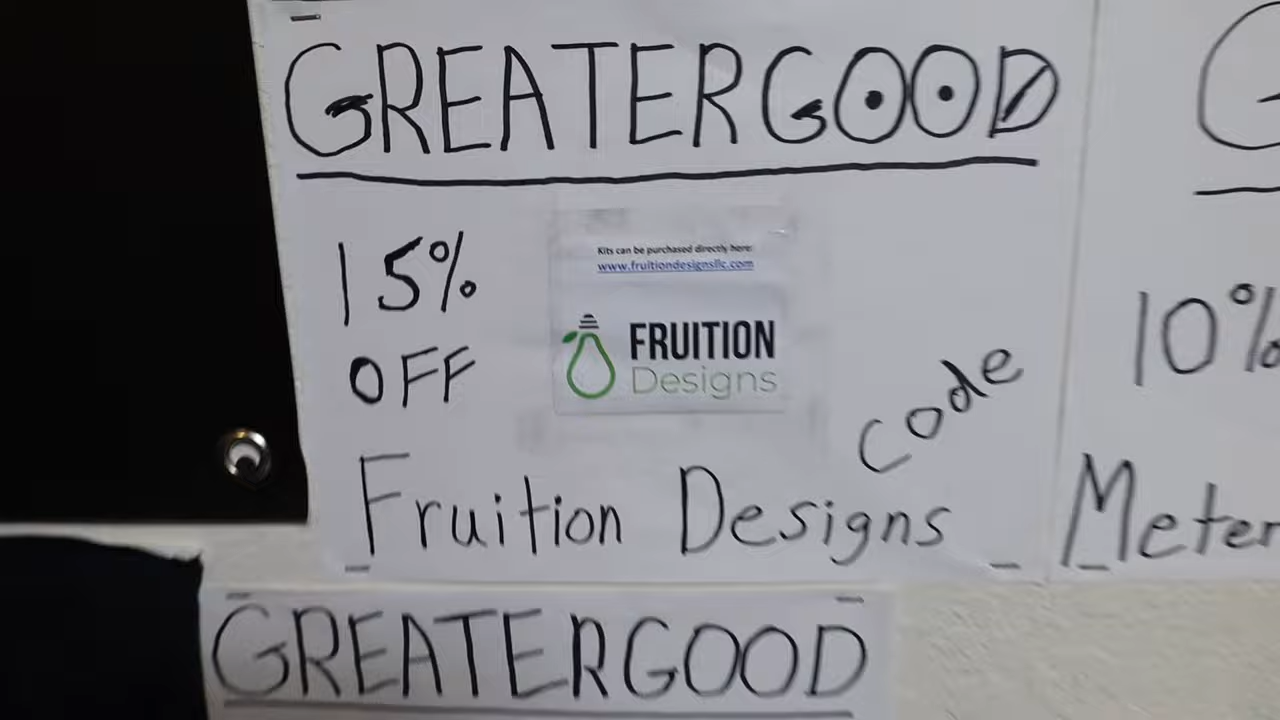 GREATERGOOD
15%
OFF
Kits can be purchased directly here:
www.fruitiondesignsllc.com
FRUITION
Designs
code
Fruition Designs
G
10%
Meter
GREATERGOOD